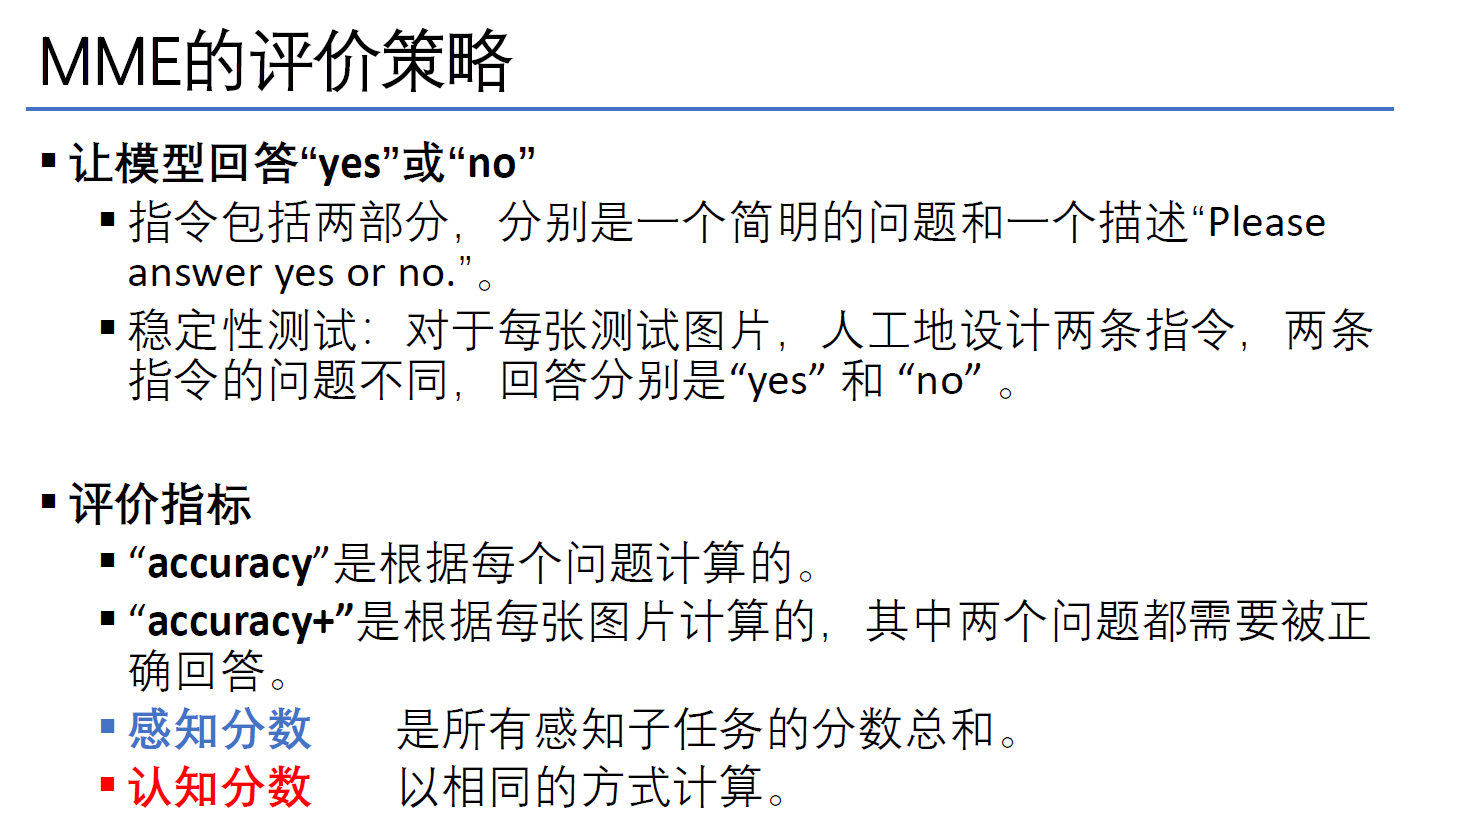 MME的评价策略
▪ 让模型回答“yes”或“no”
▪ 指令包括两部分，分别是一个简明的问题和一个描述“Please
answer yes or no.”。
▪ 稳定性测试：对于每张测试图片，人工地设计两条指令，两条
指令的问题不同，回答分别是“yes” 和 “no” 。
▪ 评价指标
▪ “accuracy”是根据每个问题计算的。
▪ “accuracy+”是根据每张图片计算的，其中两个问题都需要被正
确回答。
▪ 感知分数 是所有感知子任务的分数总和。
▪ 认知分数 以相同的方式计算。